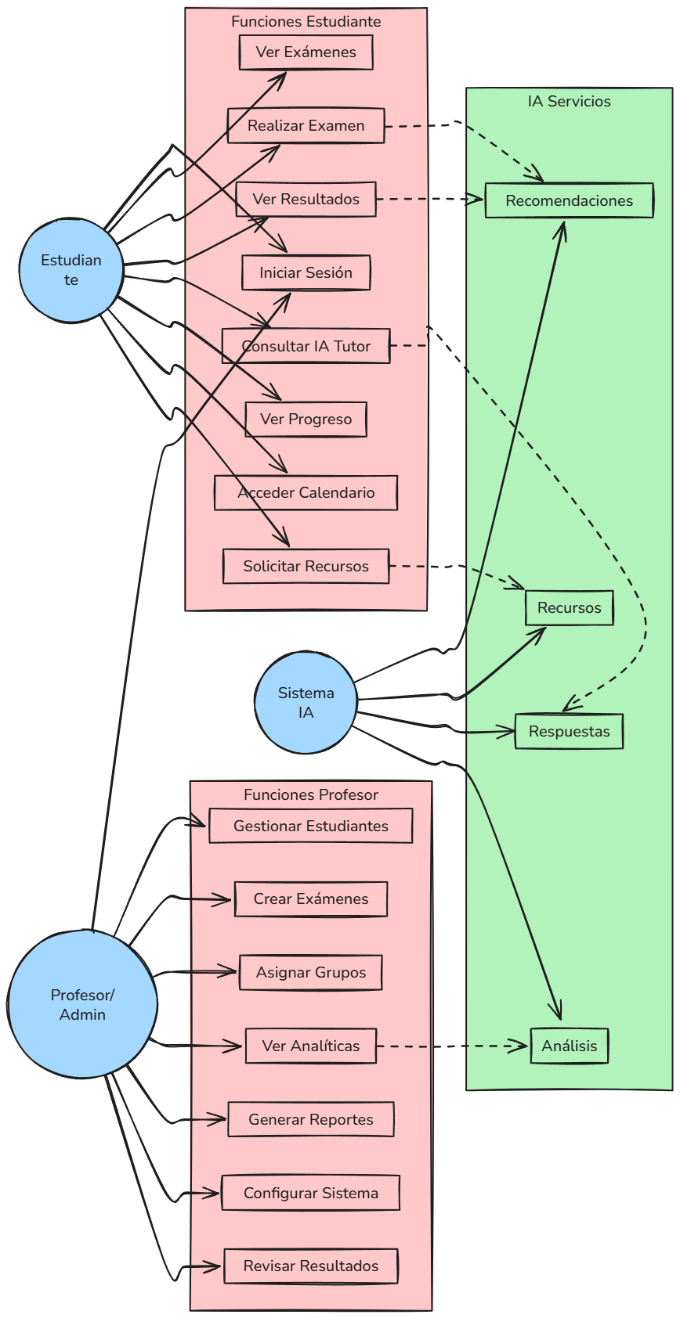 Funciones Estudiante
Ver Exámenes
Realizar Examen
Ver Resultados
Iniciar Sesión
Consultar IA Tutor
Ver Progreso
Acceder Calendario
Solicitar Recursos
Estudian
te
IA Servicios
Recomendaciones
Recursos
Respuestas
Análisis
Sistema
IA
Funciones Profesor
Gestionar Estudiantes
Crear Exámenes
Asignar Grupos
Ver Analíticas
Generar Reportes
Configurar Sistema
Revisar Resultados
Profesor/
Admin